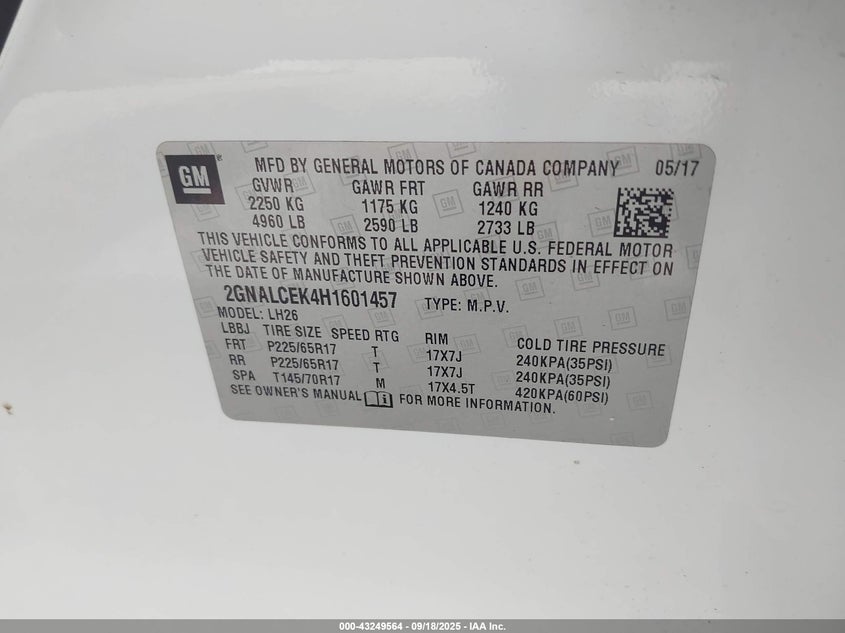 GM
MFD BY GENERAL MOTORS OF CANADA COMPANY 05/17
GVWR GAWR FRT GAWR RR
2250 KG 1175 KG 1240 KG
4960 LB 2590 LB 2733 LB
THIS VEHICLE CONFORMS TO ALL APPLICABLE U.S. FEDERAL MOTOR
VEHICLE SAFETY AND THEFT PREVENTION STANDARDS IN EFFECT ON
THE DATE OF MANUFACTURE SHOWN ABOVE.
2GNALCEK4H1601457 TYPE: M.P.V.
MODEL: LH26
LBBJ TIRE SIZE SPEED RTG RIM COLD TIRE PRESSURE
FRT P225/65R17 T 17X7J 240KPA(35PSI)
RR P225/65R17 T 17X7J 240KPA(35PSI)
SPA T145/70R17 M 17X4.5T 420KPA(60PSI)
SEE OWNER'S MANUAL FOR MORE INFORMATION.
000-43249564 - 09/18/2025 - IAA Inc.